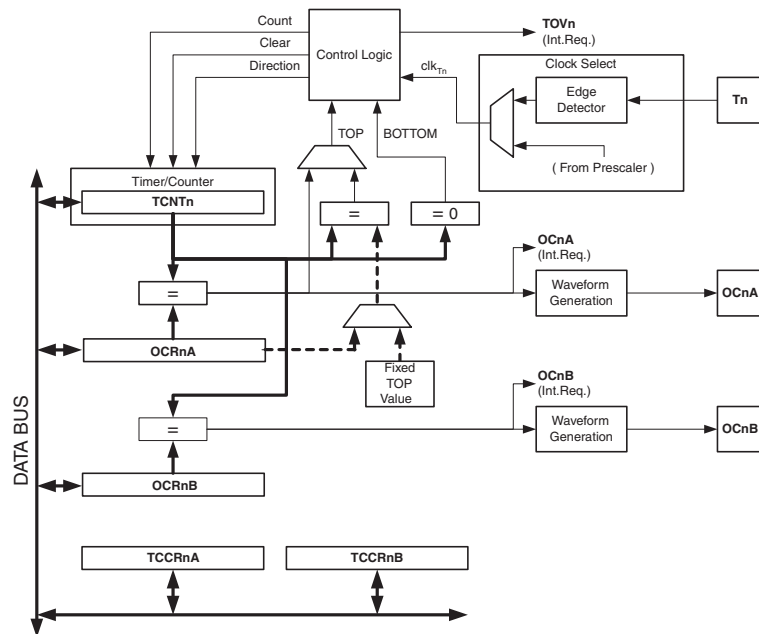 Count
Clear
Direction
Control Logic
TOVn
(Int.Req.)
clkTn
Clock Select
Edge
Detector
Tn
( From Prescaler )
TOP
BOTTOM
Timer/Counter
TCNTn
=
= 0
OCnA
(Int.Req.)
=
Waveform
Generation
OCnA
OCRnA
Fixed
TOP
Value
OCnB
(Int.Req.)
=
Waveform
Generation
OCnB
OCRnB
DATA BUS
TCCRnA
TCCRnB